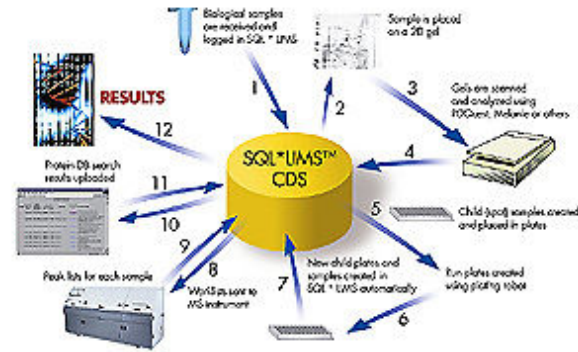 Biological samples
are received and
logged in SQL * LIMS
Sample is placed
on a 2D gel
1
2
3
Gels are scanned
and analyzed using
PDQuest, Melanie or others
RESULTS
12
SQL*LIMS™
CDS
4
Protein DB search
results uploaded
11
10
5
Child (spot) samples created
and placed in plates
9
8
7
Peak lists for each sample
Worklists sent to
MS instrument
New child plates and
samples created in
SQL * LIMS automatically
Run plates created
using plating robot
6